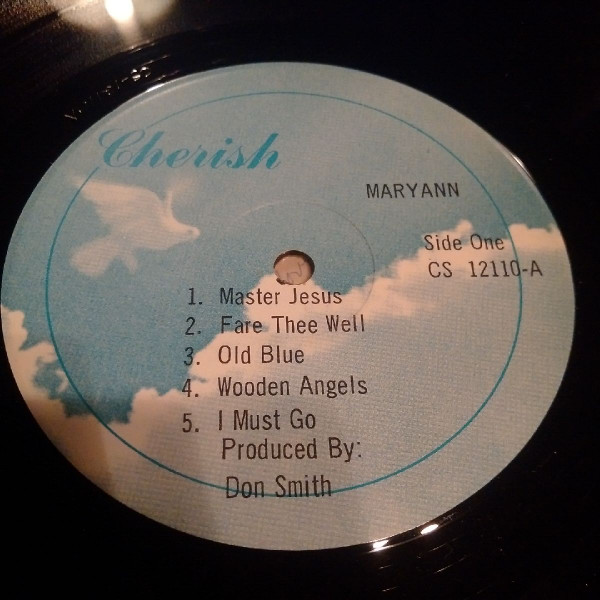 Cherish
MARYANN
Side One
CS 12110-A
1. Master Jesus
2. Fare Thee Well
3. Old Blue
4. Wooden Angels
5. I Must Go
Produced By:
Don Smith